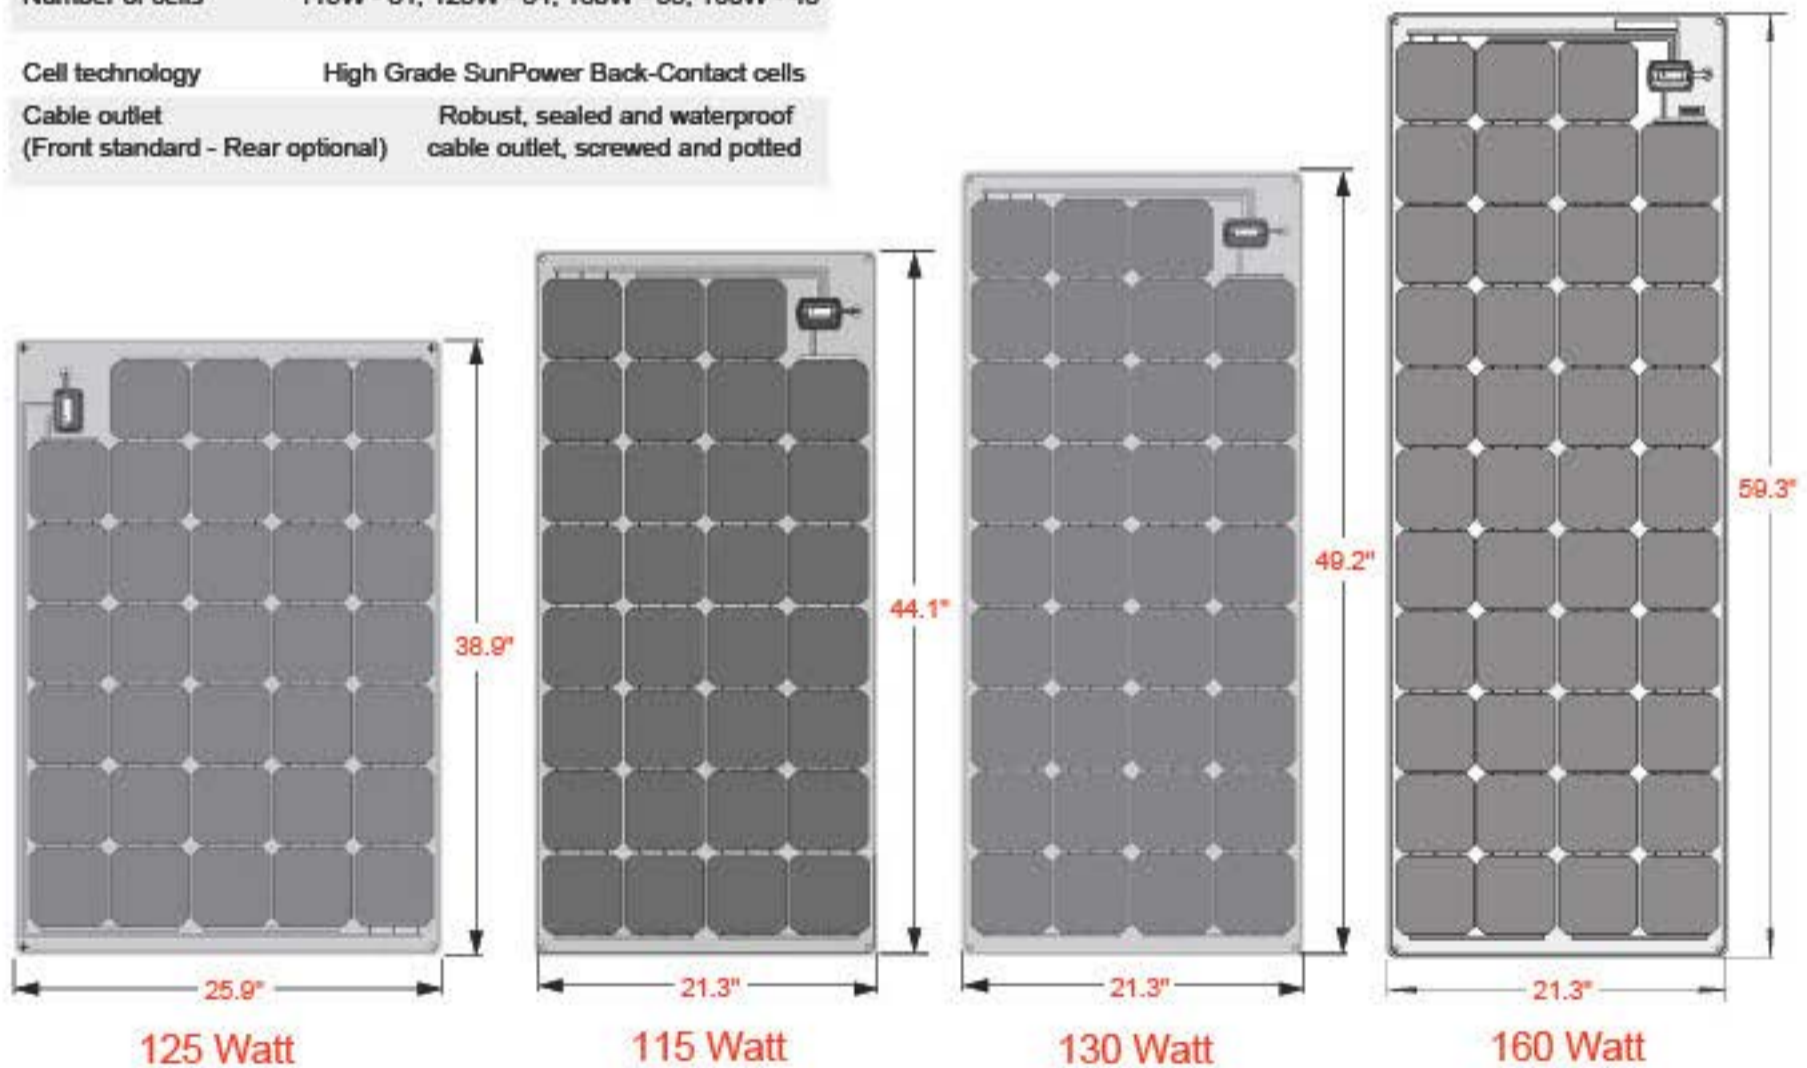 Cell technology High Grade SunPower Back-Contact cells
Cable outlet Robust, sealed and waterproof
(Front standard - Rear optional) cable outlet, screwed and potted
59.3"
49.2"
44.1"
38.9"
25.9"
21.3"
21.3"
21.3"
125 Watt
115 Watt
130 Watt
160 Watt